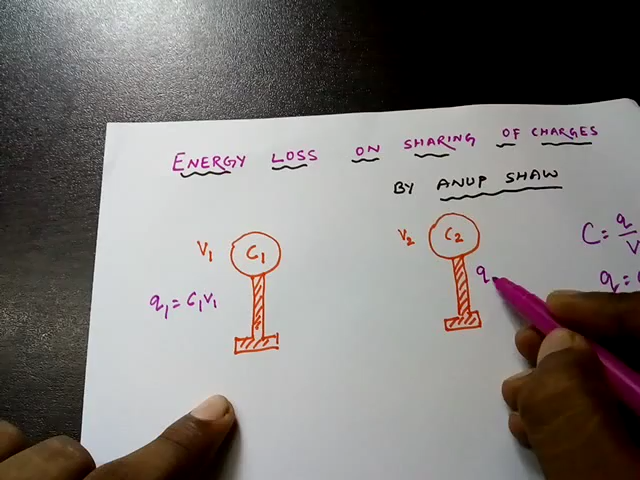 ENERGY LOSS ON SHARING OF CHARGES
BY ANUP SHAW
V₁ C₁
V₂ C₂
C = q/V
q₁ = C₁V₁
q
q =